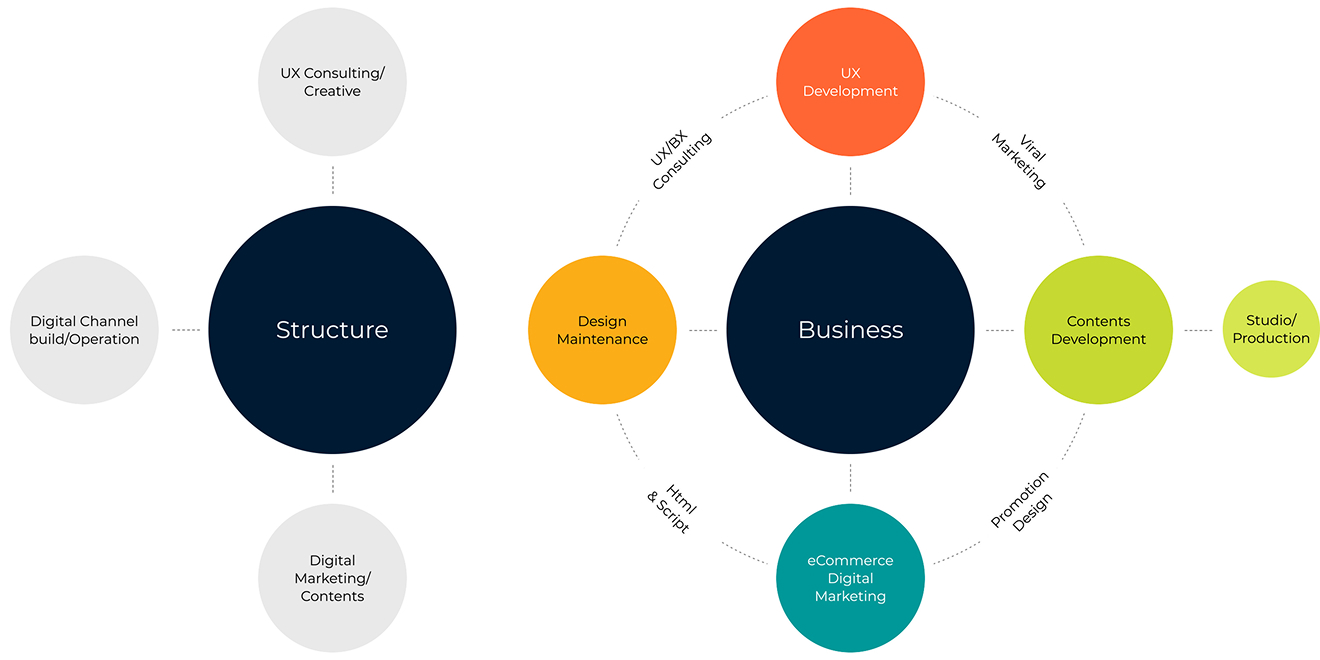 UX Consulting/
Creative
Digital Channel
build/Operation
Structure
Digital
Marketing/
Contents
UX
Development
UX/BX
Consulting
Viral
Marketing
Design
Maintenance
Business
Contents
Development
Studio/
Production
Html
& Script
Promotion
Design
eCommerce
Digital
Marketing